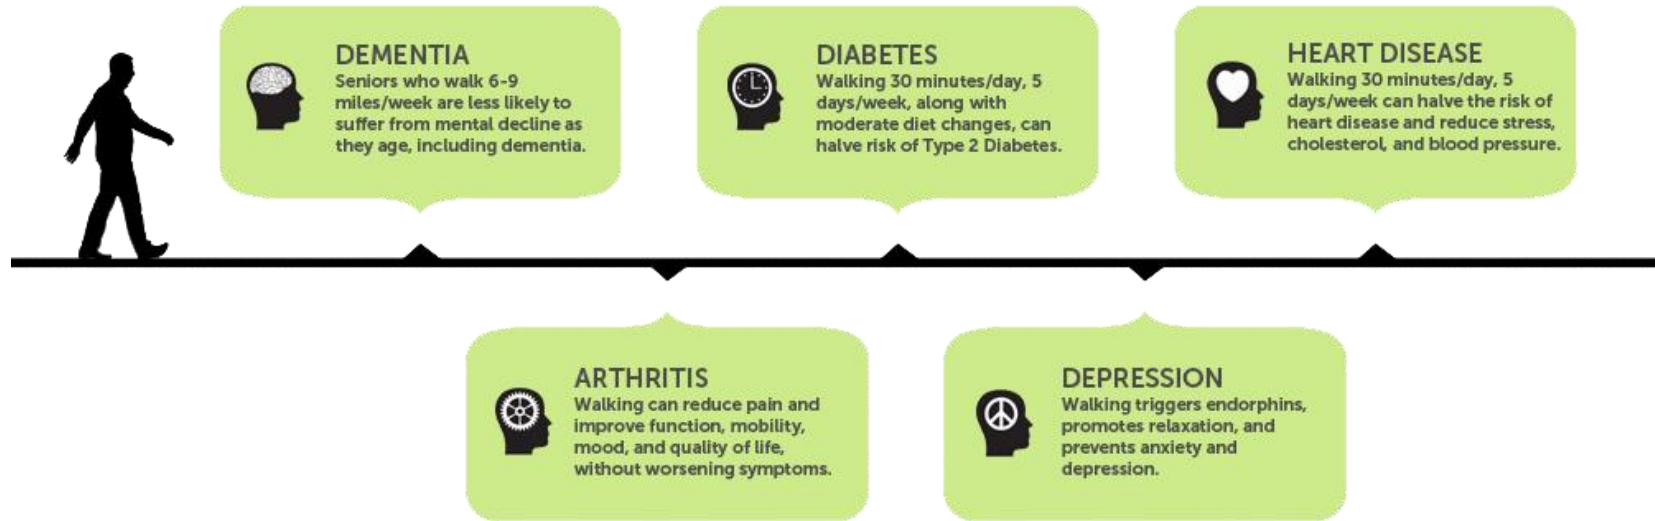 DEMENTIA
Seniors who walk 6-9
miles/week are less likely to
suffer from mental decline as
they age, including dementia.
DIABETES
Walking 30 minutes/day, 5
days/week, along with
moderate diet changes, can
halve risk of Type 2 Diabetes.
HEART DISEASE
Walking 30 minutes/day, 5
days/week can halve the risk of
heart disease and reduce stress,
cholesterol, and blood pressure.
ARTHRITIS
Walking can reduce pain and
improve function, mobility,
mood, and quality of life,
without worsening symptoms.
DEPRESSION
Walking triggers endorphins,
promotes relaxation, and
prevents anxiety and
depression.